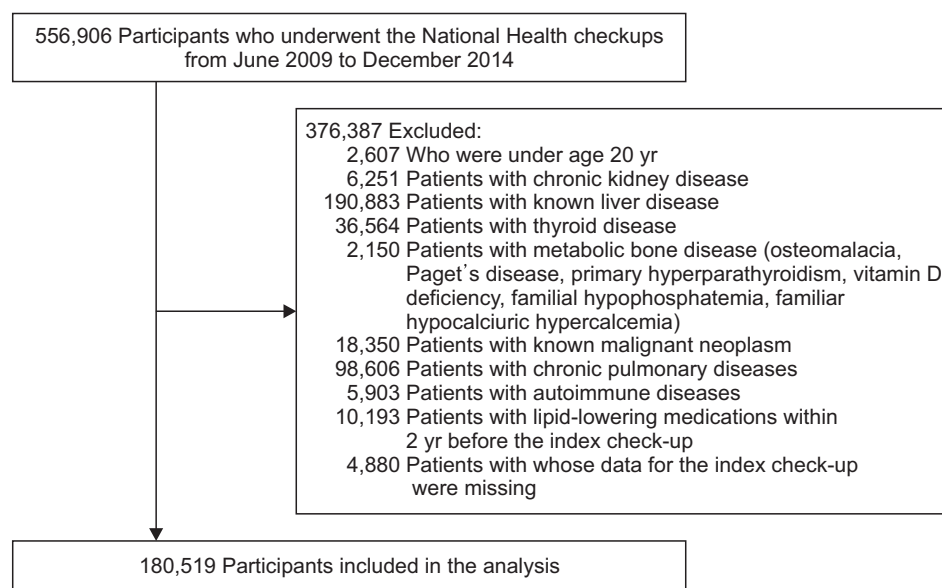 556,906 Participants who underwent the National Health checkups
from June 2009 to December 2014
376,387 Excluded:
2,607 Who were under age 20 yr
6,251 Patients with chronic kidney disease
190,883 Patients with known liver disease
36,564 Patients with thyroid disease
2,150 Patients with metabolic bone disease (osteomalacia,
Paget's disease, primary hyperparathyroidism, vitamin D
deficiency, familial hypophosphatemia, familiar
hypocalciuric hypercalcemia)
18,350 Patients with known malignant neoplasm
98,606 Patients with chronic pulmonary diseases
5,903 Patients with autoimmune diseases
10,193 Patients with lipid-lowering medications within
2 yr before the index check-up
4,880 Patients with whose data for the index check-up
were missing
180,519 Participants included in the analysis